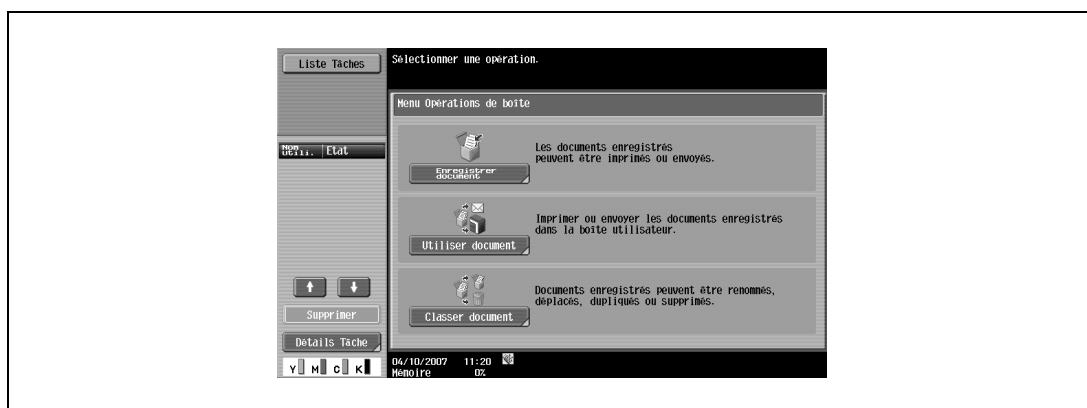 Liste Tâches
Sélectionner une opération.
Menu Opérations de boîte
Nom
Utili.
Etat
Les documents enregistrés
peuvent être imprimés ou envoyés.
Enregistrer
document
Imprimer ou envoyer les documents enregistrés
dans la boîte utilisateur.
Utiliser document
Documents enregistrés peuvent être renommés,
déplacés, dupliqués ou supprimés.
Classer document
Supprimer
Détails Tâche
Y M C K
04/10/2007 11:20
Mémoire 0%